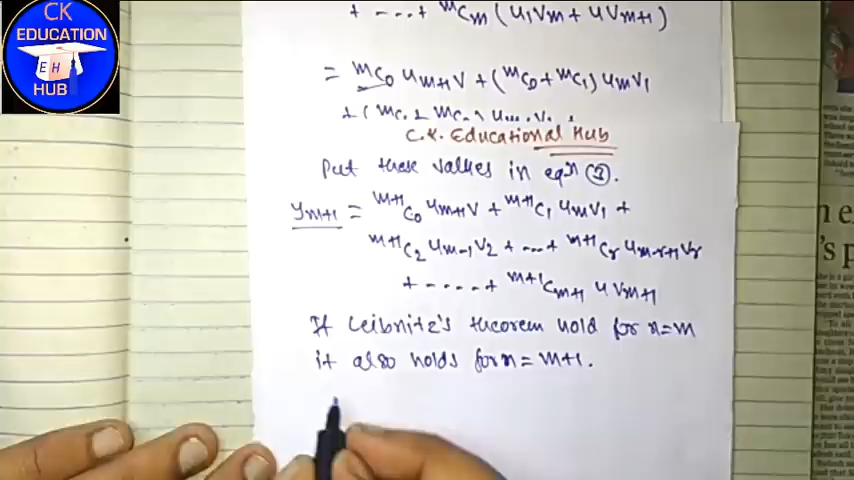 CK
EDUCATION
EH
HUB
+ ....+ ᵐCₘ (u₁vₘ + uvₘ₊₁)
= ᵐC₀ uₘ₊₁v + (ᵐC₀ + ᵐC₁) uₘv₁
C.K. Educational Hub
Put these values in eqⁿ ③.
yₘ₊₁ = ᵐ⁺¹C₀ uₘ₊₁v + ᵐ⁺¹C₁ uₘv₁ +
ᵐ⁺¹C₂ uₘ₋₁v₂ + ...+ ᵐ⁺¹Cᵣ uₘ₋ᵣ₊₁vᵣ
+ ..... + ᵐ⁺¹Cₘ₊₁ uvₘ₊₁
If Leibnitz's theorem hold for n=m
it also holds for n = m+1.